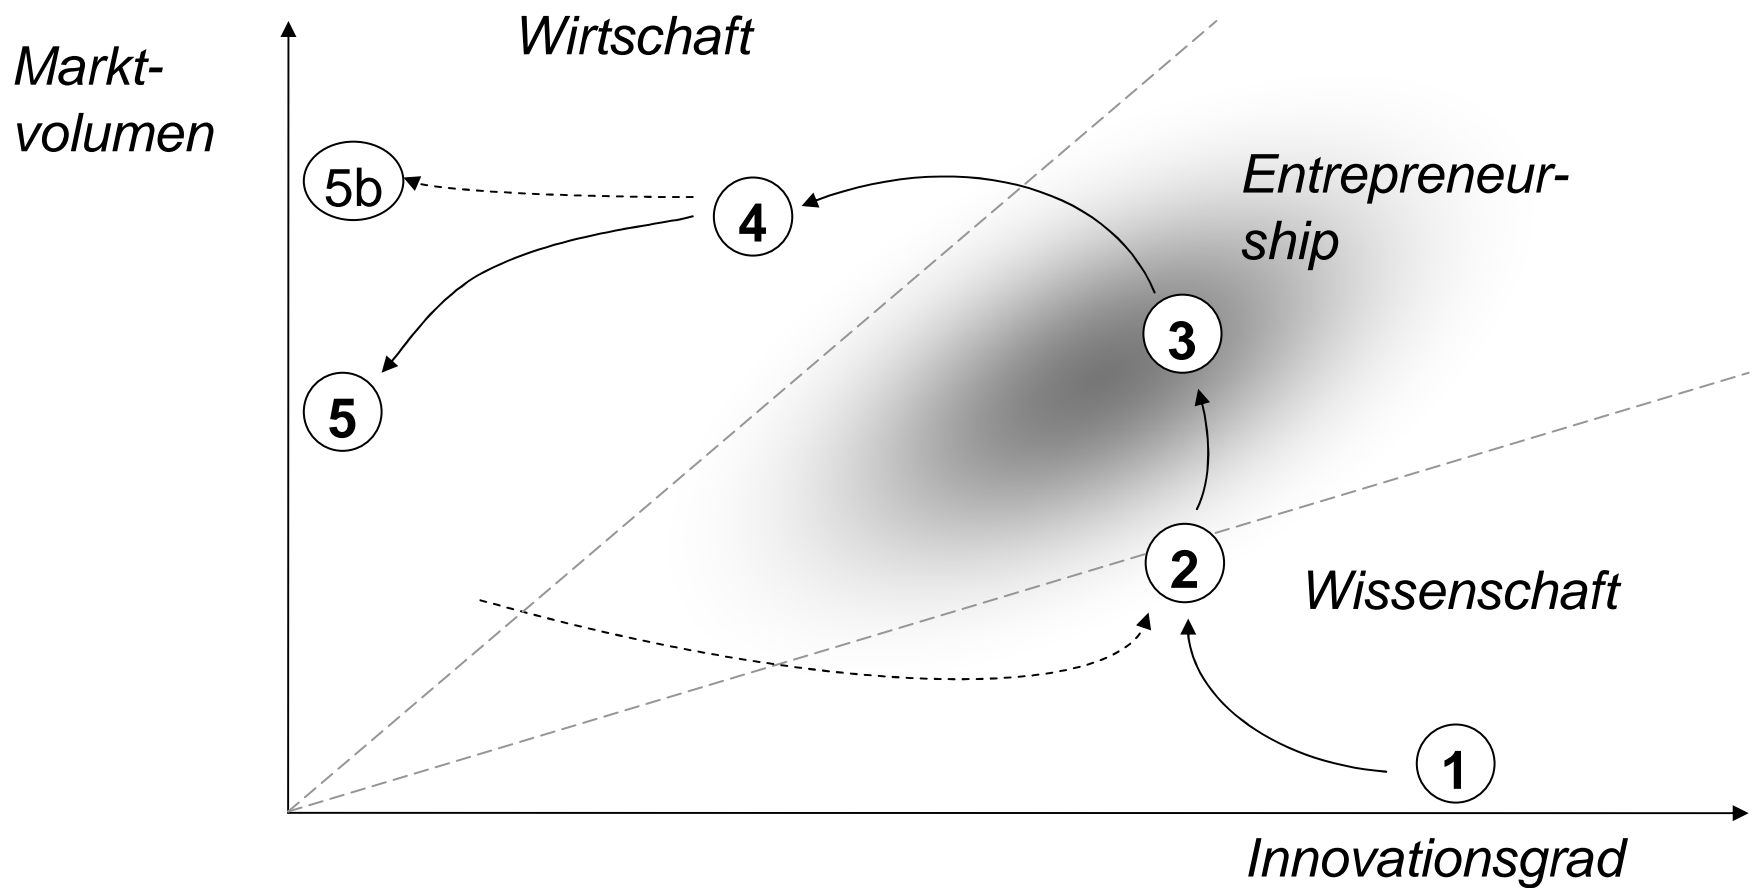 Wirtschaft
Markt-
volumen
5b
4
Entrepreneur-
ship
3
5
2
Wissenschaft
1
Innovationsgrad